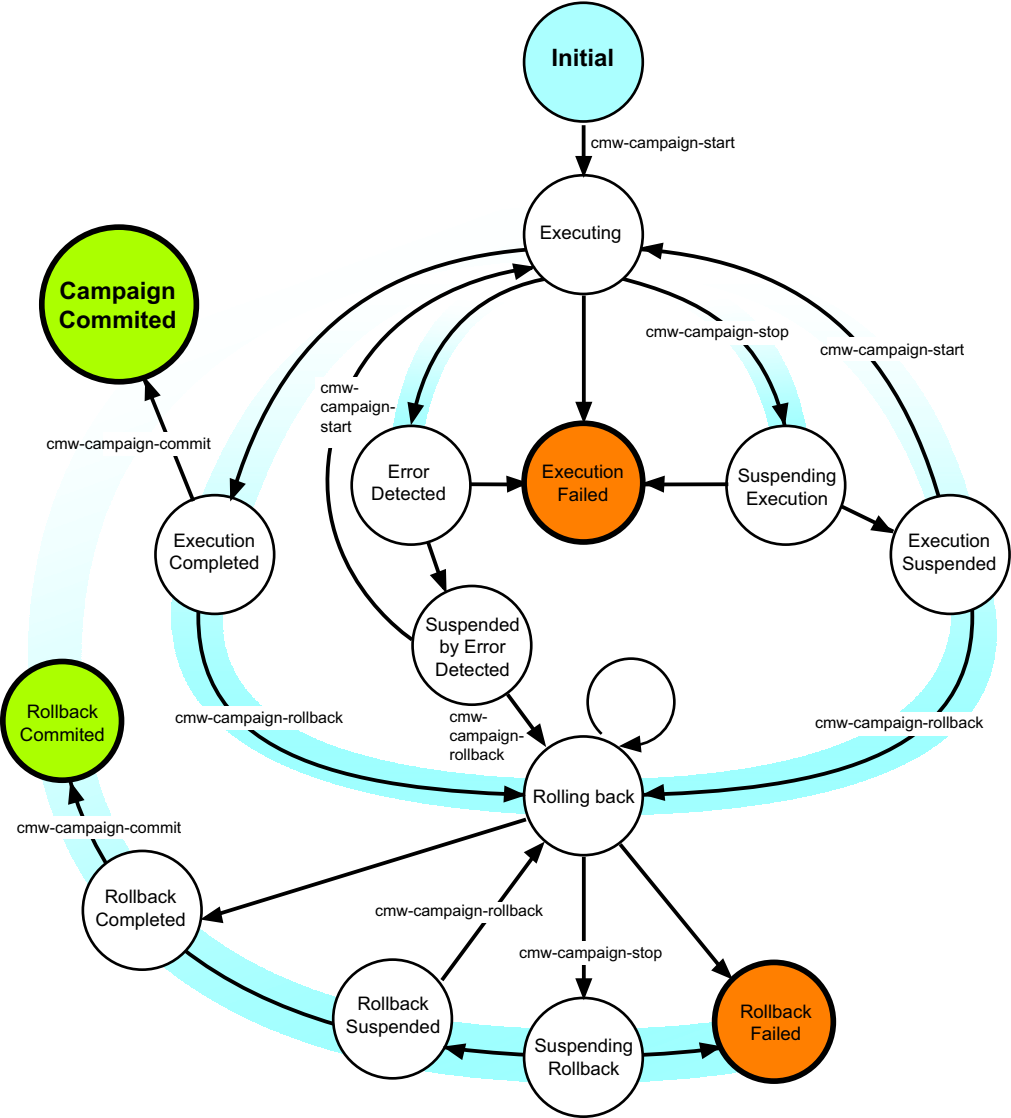 Initial
cmw-campaign-start
Executing
Campaign
Commited
cmw-campaign-stop
cmw-campaign-start
cmw-
campaign-
start
cmw-campaign-commit
Error
Detected
Execution
Failed
Suspending
Execution
Execution
Completed
Execution
Suspended
Suspended
by Error
Detected
Rollback
Commited
cmw-campaign-rollback
cmw-
campaign-
rollback
cmw-campaign-rollback
Rolling back
cmw-campaign-commit
Rollback
Completed
cmw-campaign-rollback
cmw-campaign-stop
Rollback
Suspended
Suspending
Rollback
Rollback
Failed